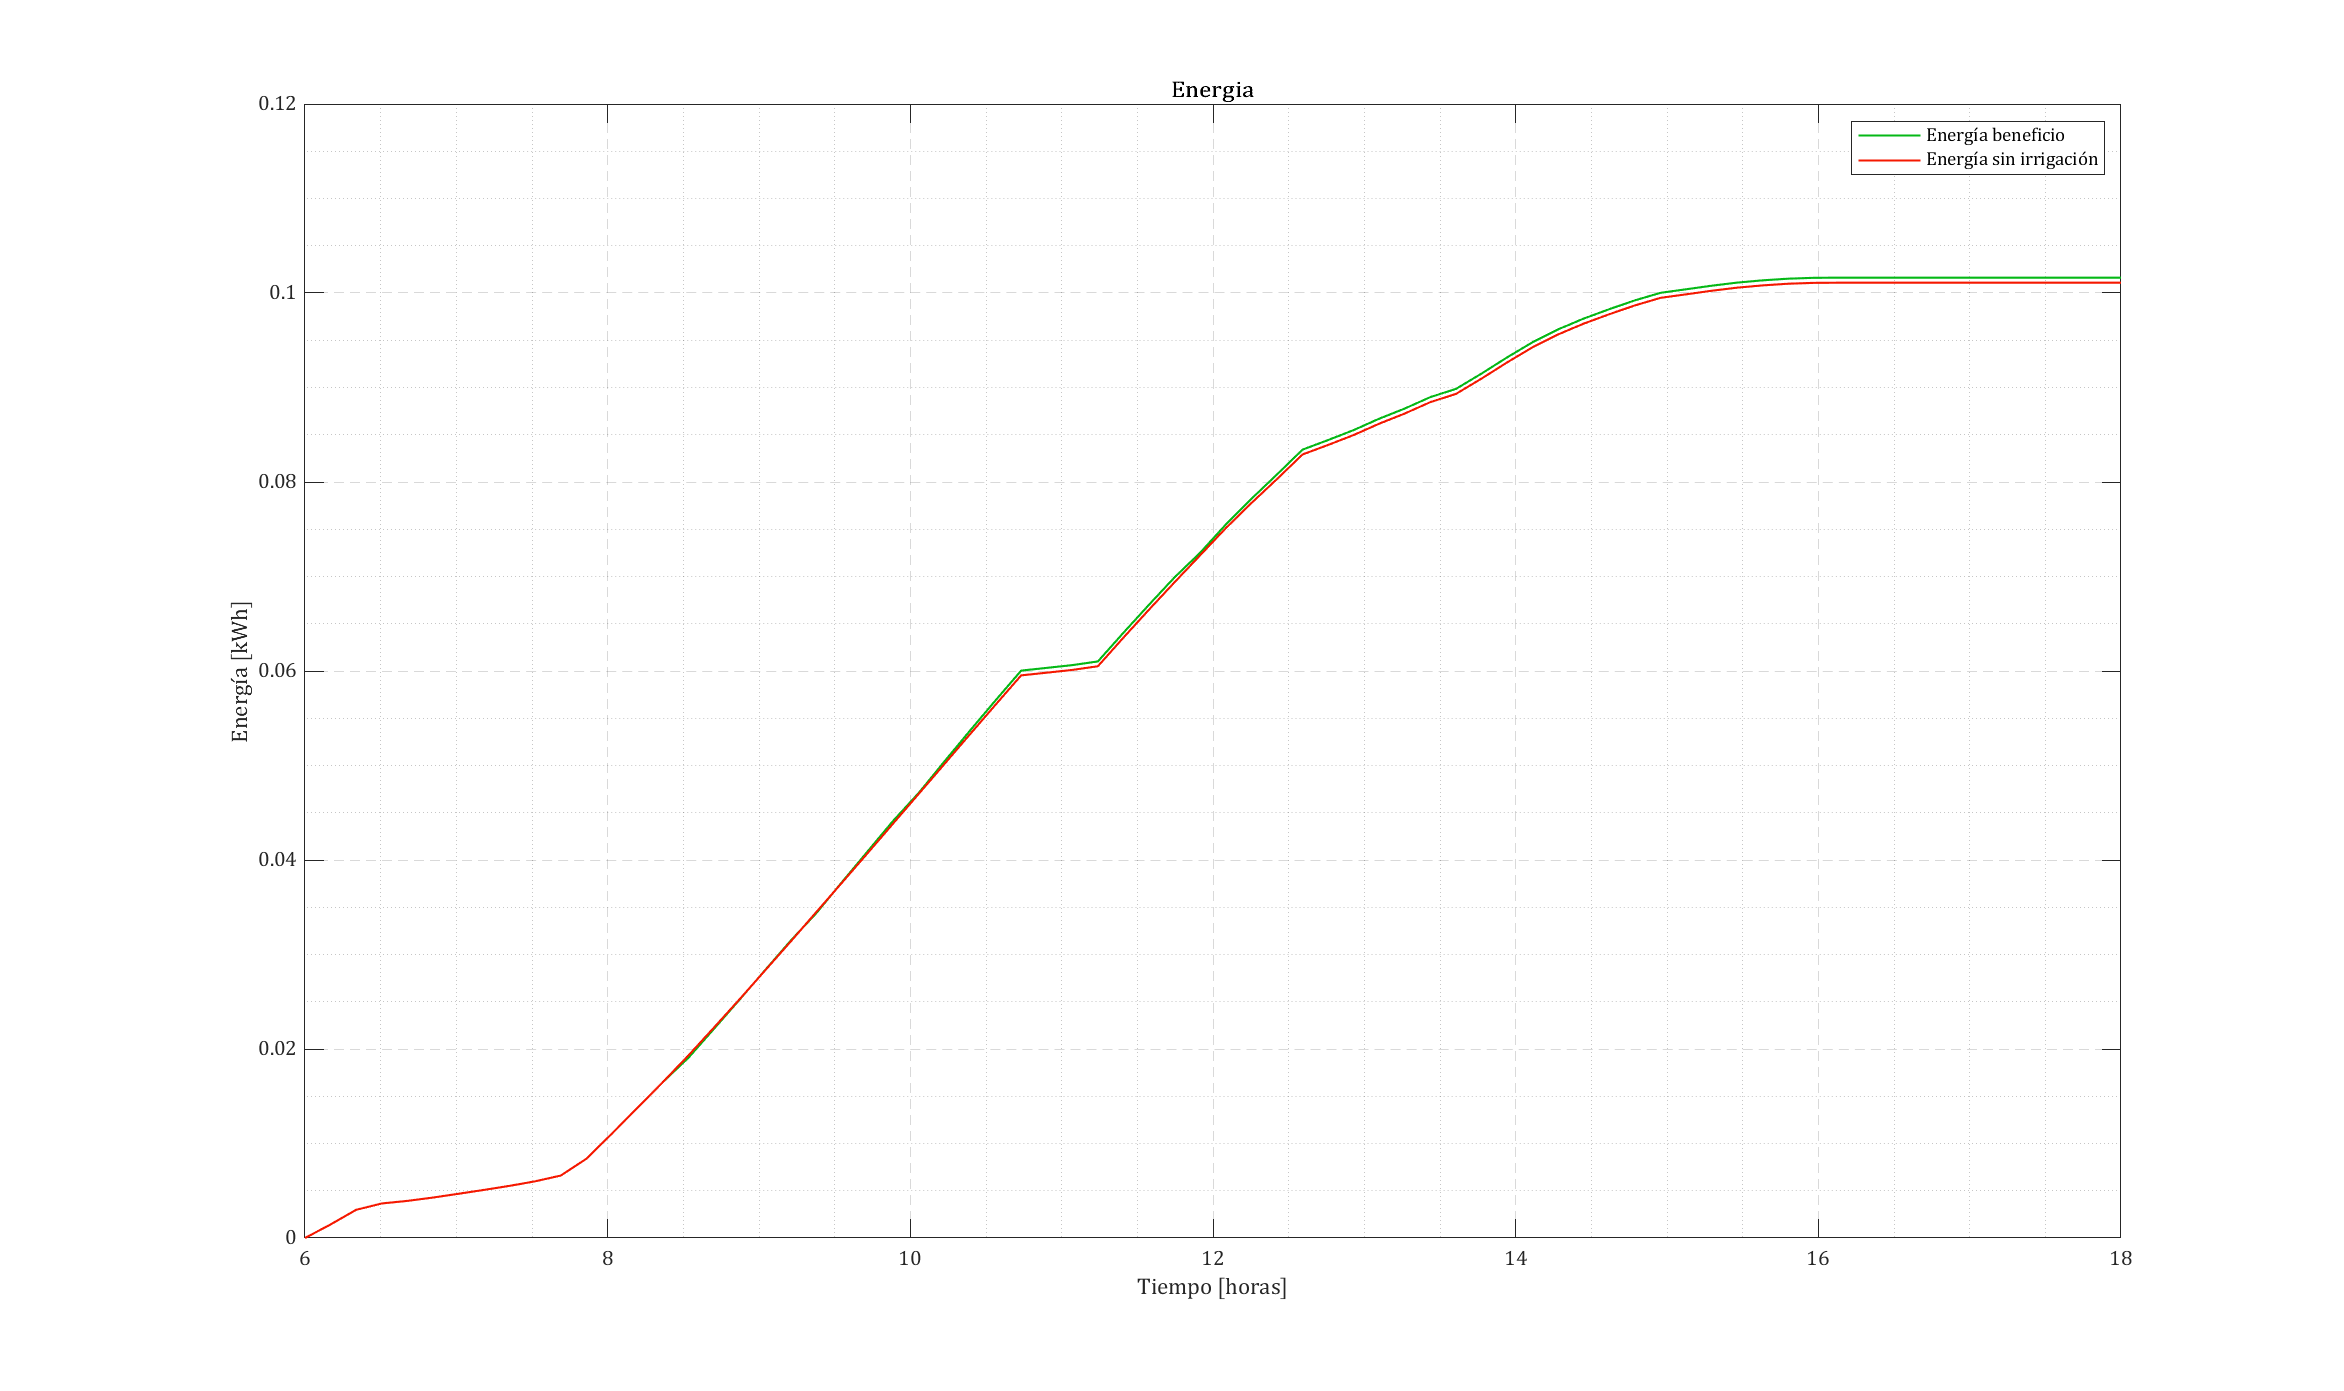 Energia
0.12
0.1
0.08
0.06
0.04
0.02
0
Energía [kWh]
6 8 10 12 14 16 18
Tiempo [horas]
Energía beneficio
Energía sin irrigación